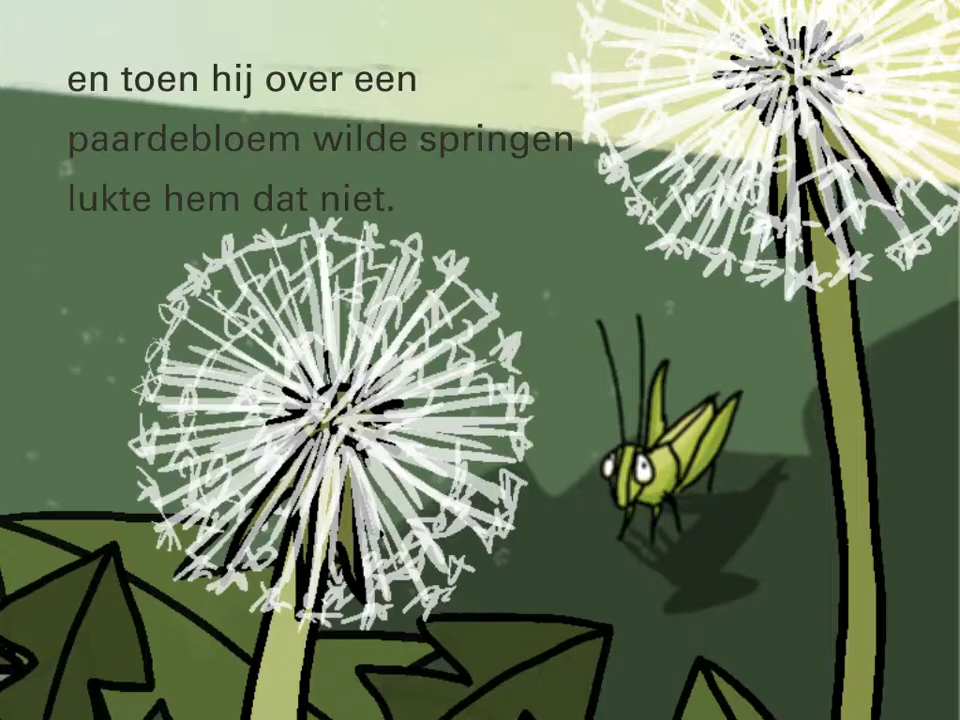 en toen hij over een
paardebloem wilde springen
lukte hem dat niet.